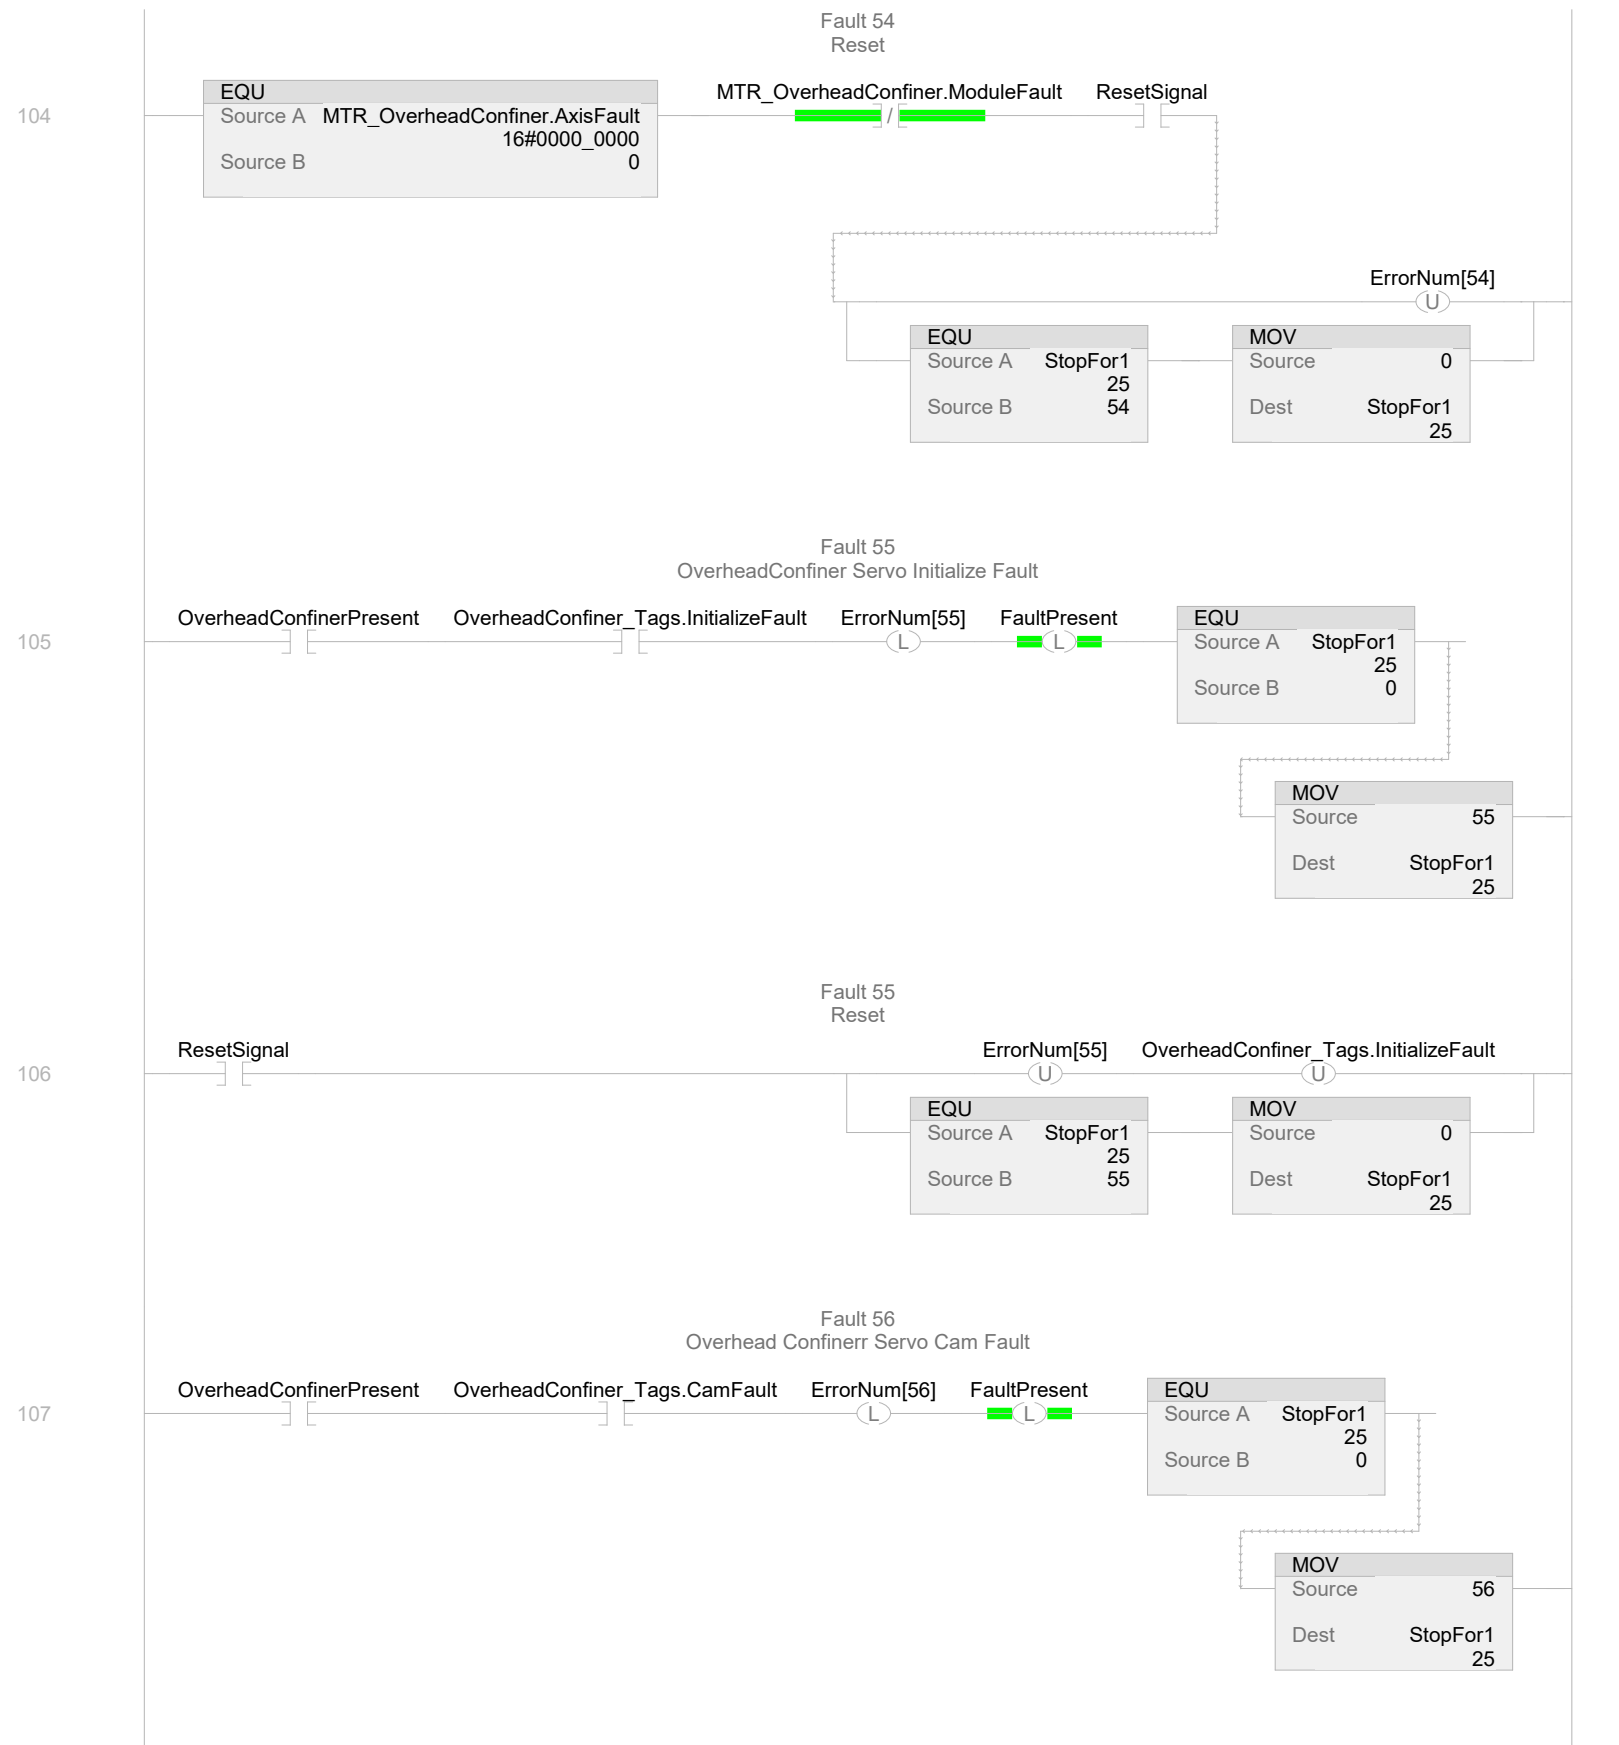 Fault 54
Reset
104
EQU
Source A MTR_OverheadConfiner.AxisFault
16#0000_0000
Source B 0
MTR_OverheadConfiner.ModuleFault
/
ResetSignal
ErrorNum[54]
U
EQU
Source A StopFor1
25
Source B 54
MOV
Source 0
Dest StopFor1
25
Fault 55
OverheadConfiner Servo Initialize Fault
105
OverheadConfinerPresent
OverheadConfiner_Tags.InitializeFault
ErrorNum[55]
L
FaultPresent
L
EQU
Source A StopFor1
25
Source B 0
MOV
Source 55
Dest StopFor1
25
Fault 55
Reset
106
ResetSignal
ErrorNum[55]
U
OverheadConfiner_Tags.InitializeFault
U
EQU
Source A StopFor1
25
Source B 55
MOV
Source 0
Dest StopFor1
25
Fault 56
Overhead Confinerr Servo Cam Fault
107
OverheadConfinerPresent
OverheadConfiner_Tags.CamFault
ErrorNum[56]
L
FaultPresent
L
EQU
Source A StopFor1
25
Source B 0
MOV
Source 56
Dest StopFor1
25